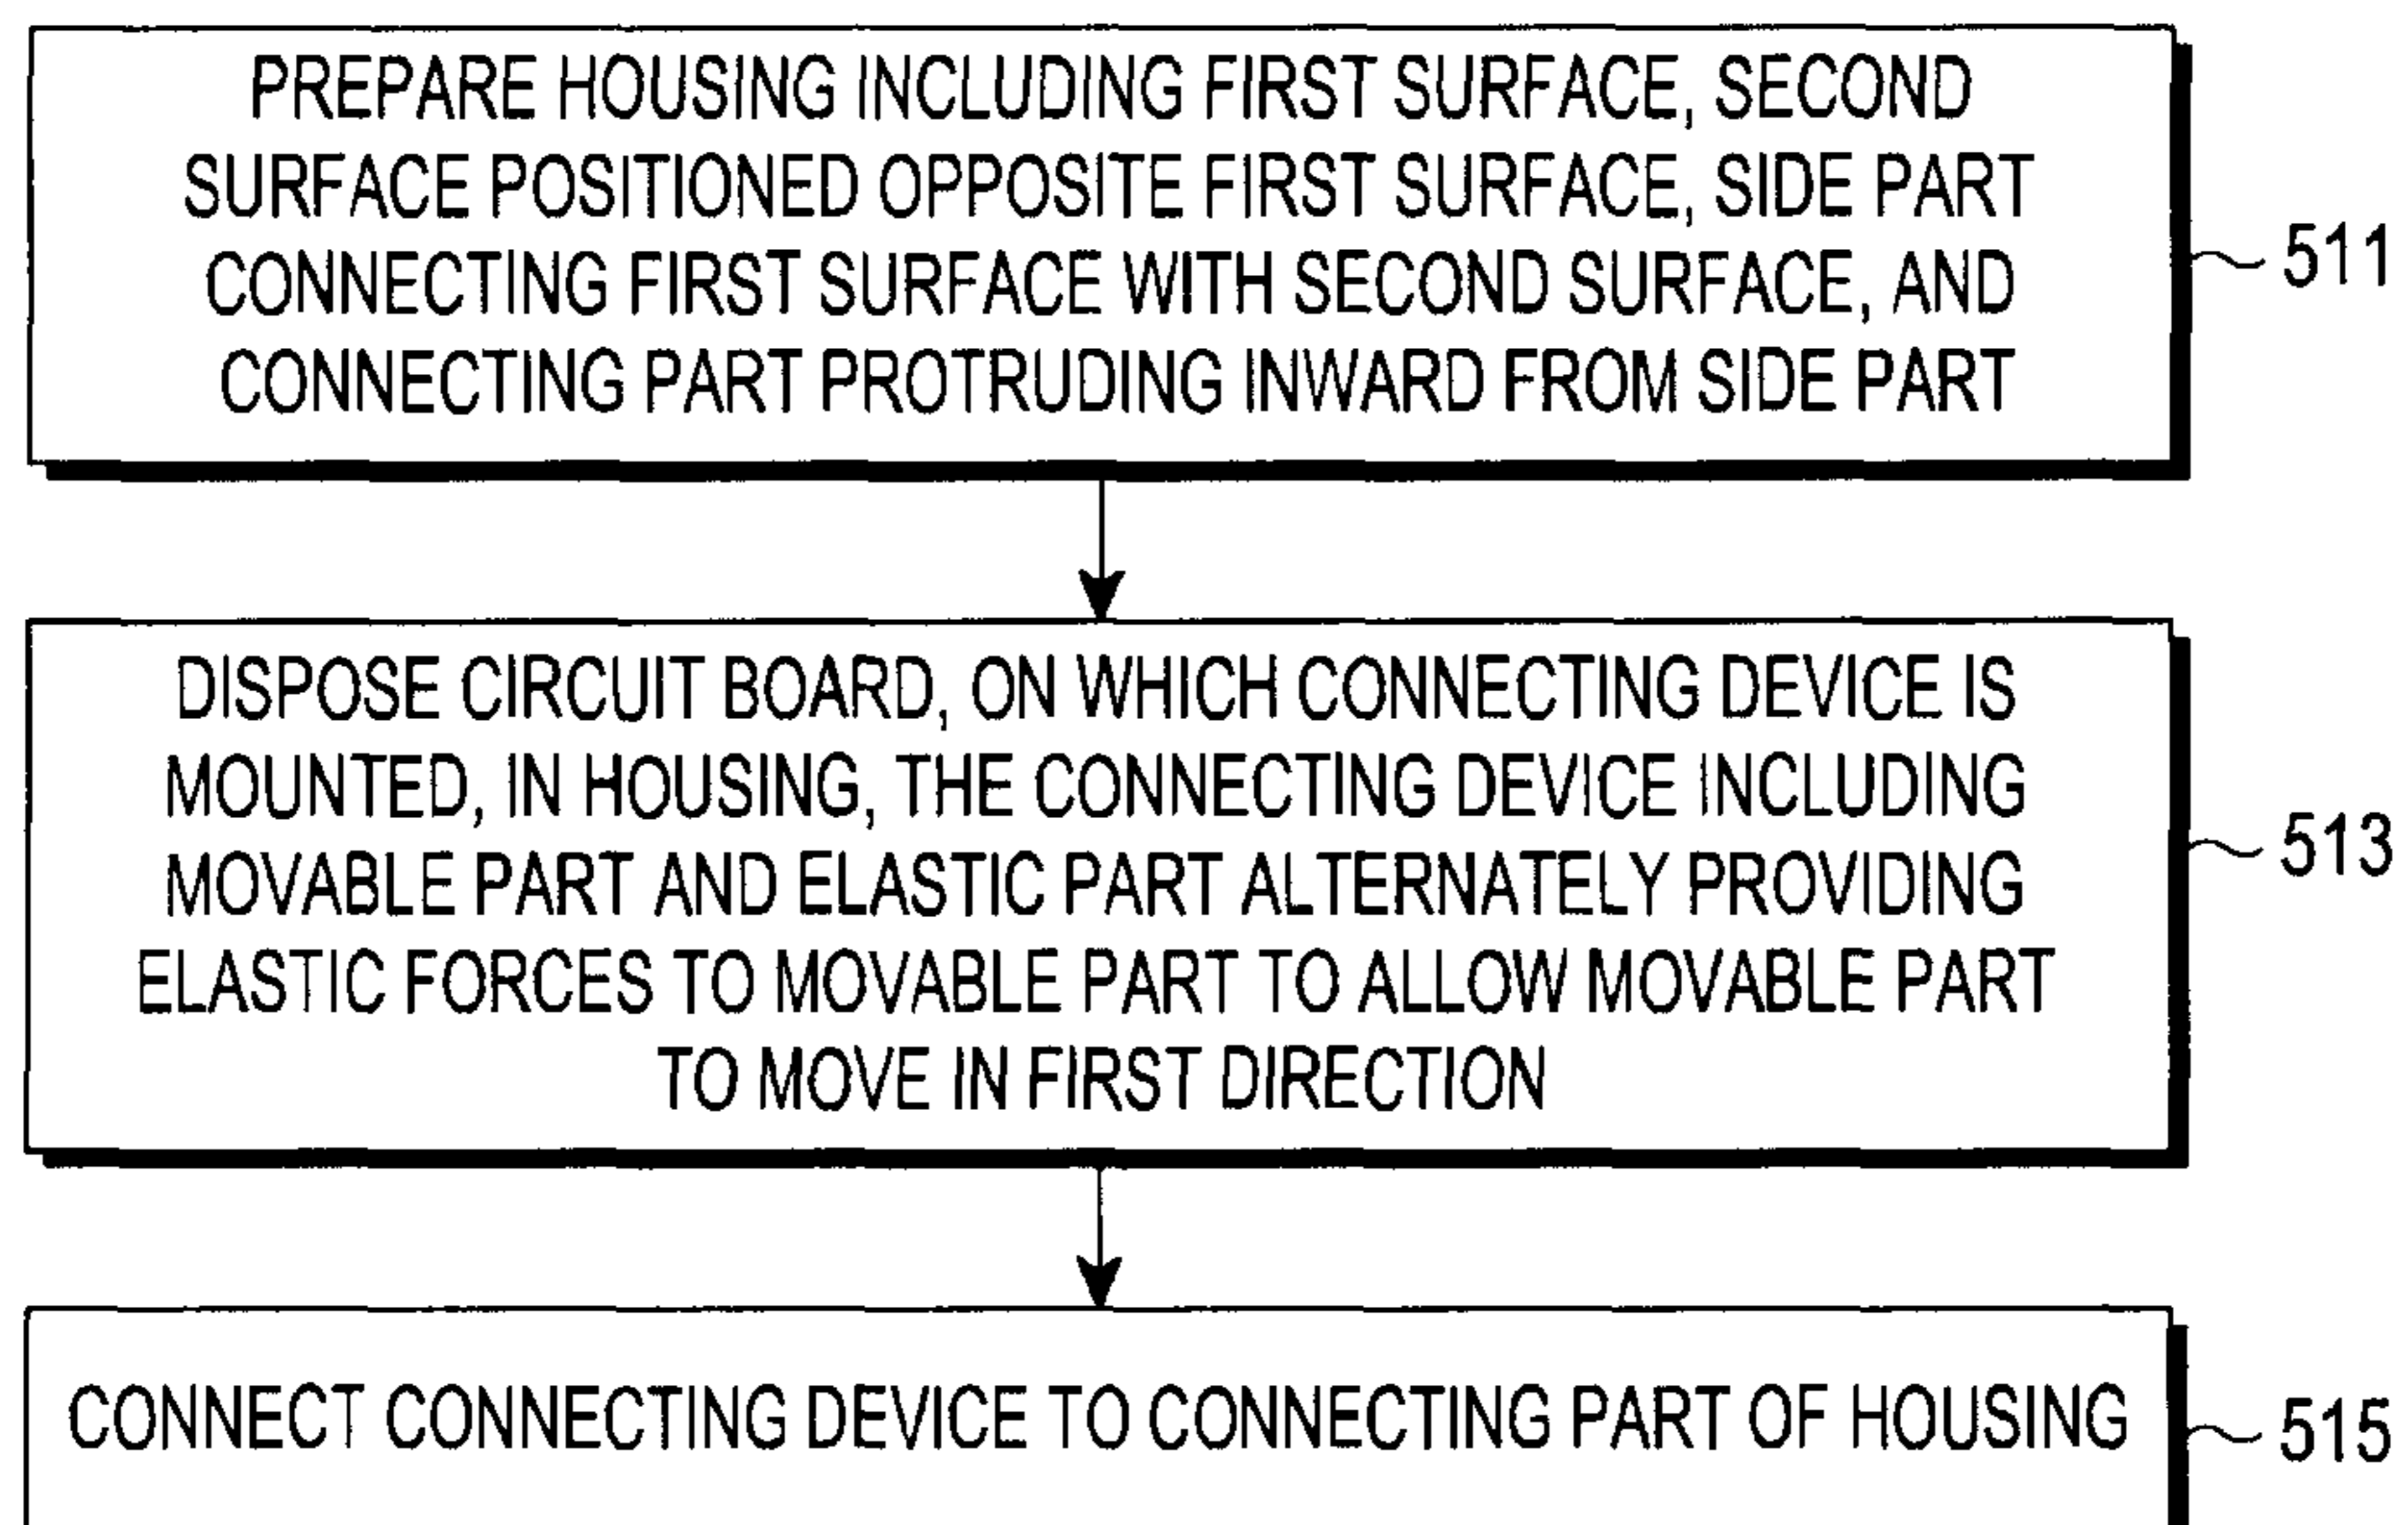 PREPARE HOUSING INCLUDING FIRST SURFACE, SECOND
SURFACE POSITIONED OPPOSITE FIRST SURFACE, SIDE PART
CONNECTING FIRST SURFACE WITH SECOND SURFACE, AND
CONNECTING PART PROTRUDING INWARD FROM SIDE PART
511
DISPOSE CIRCUIT BOARD, ON WHICH CONNECTING DEVICE IS
MOUNTED, IN HOUSING, THE CONNECTING DEVICE INCLUDING
MOVABLE PART AND ELASTIC PART ALTERNATELY PROVIDING
ELASTIC FORCES TO MOVABLE PART TO ALLOW MOVABLE PART
TO MOVE IN FIRST DIRECTION
513
CONNECT CONNECTING DEVICE TO CONNECTING PART OF HOUSING
515